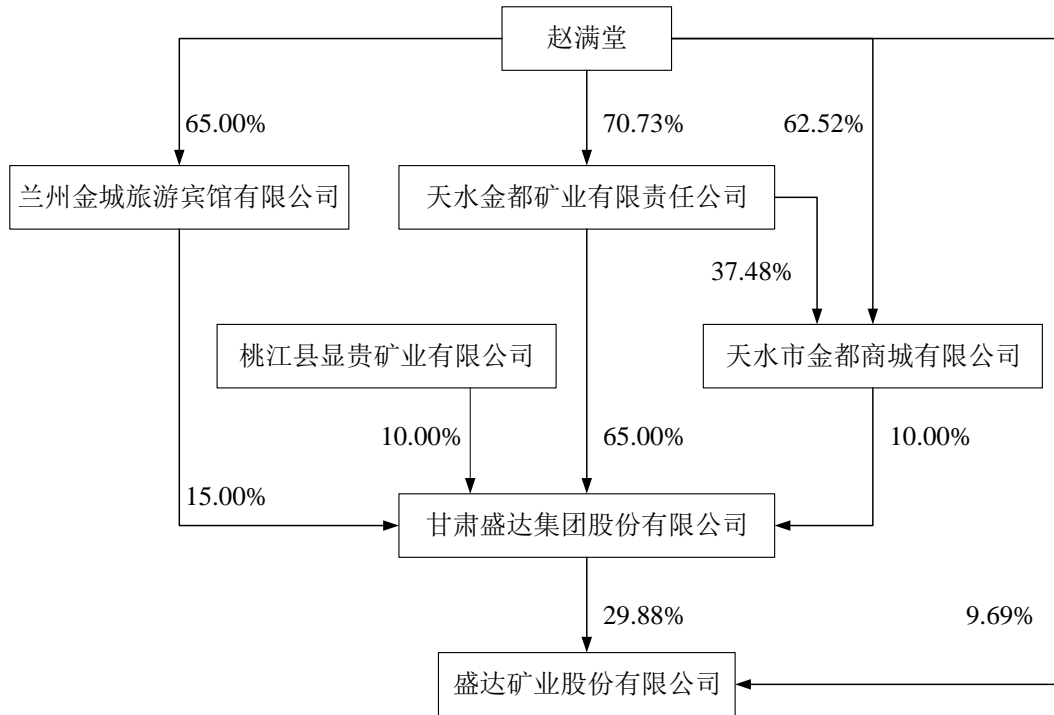 赵满堂
65.00%
70.73%
62.52%
兰州金城旅游宾馆有限公司
天水金都矿业有限责任公司
37.48%
桃江县显贵矿业有限公司
天水市金都商城有限公司
10.00%
65.00%
10.00%
15.00%
甘肃盛达集团股份有限公司
29.88%
9.69%
盛达矿业股份有限公司